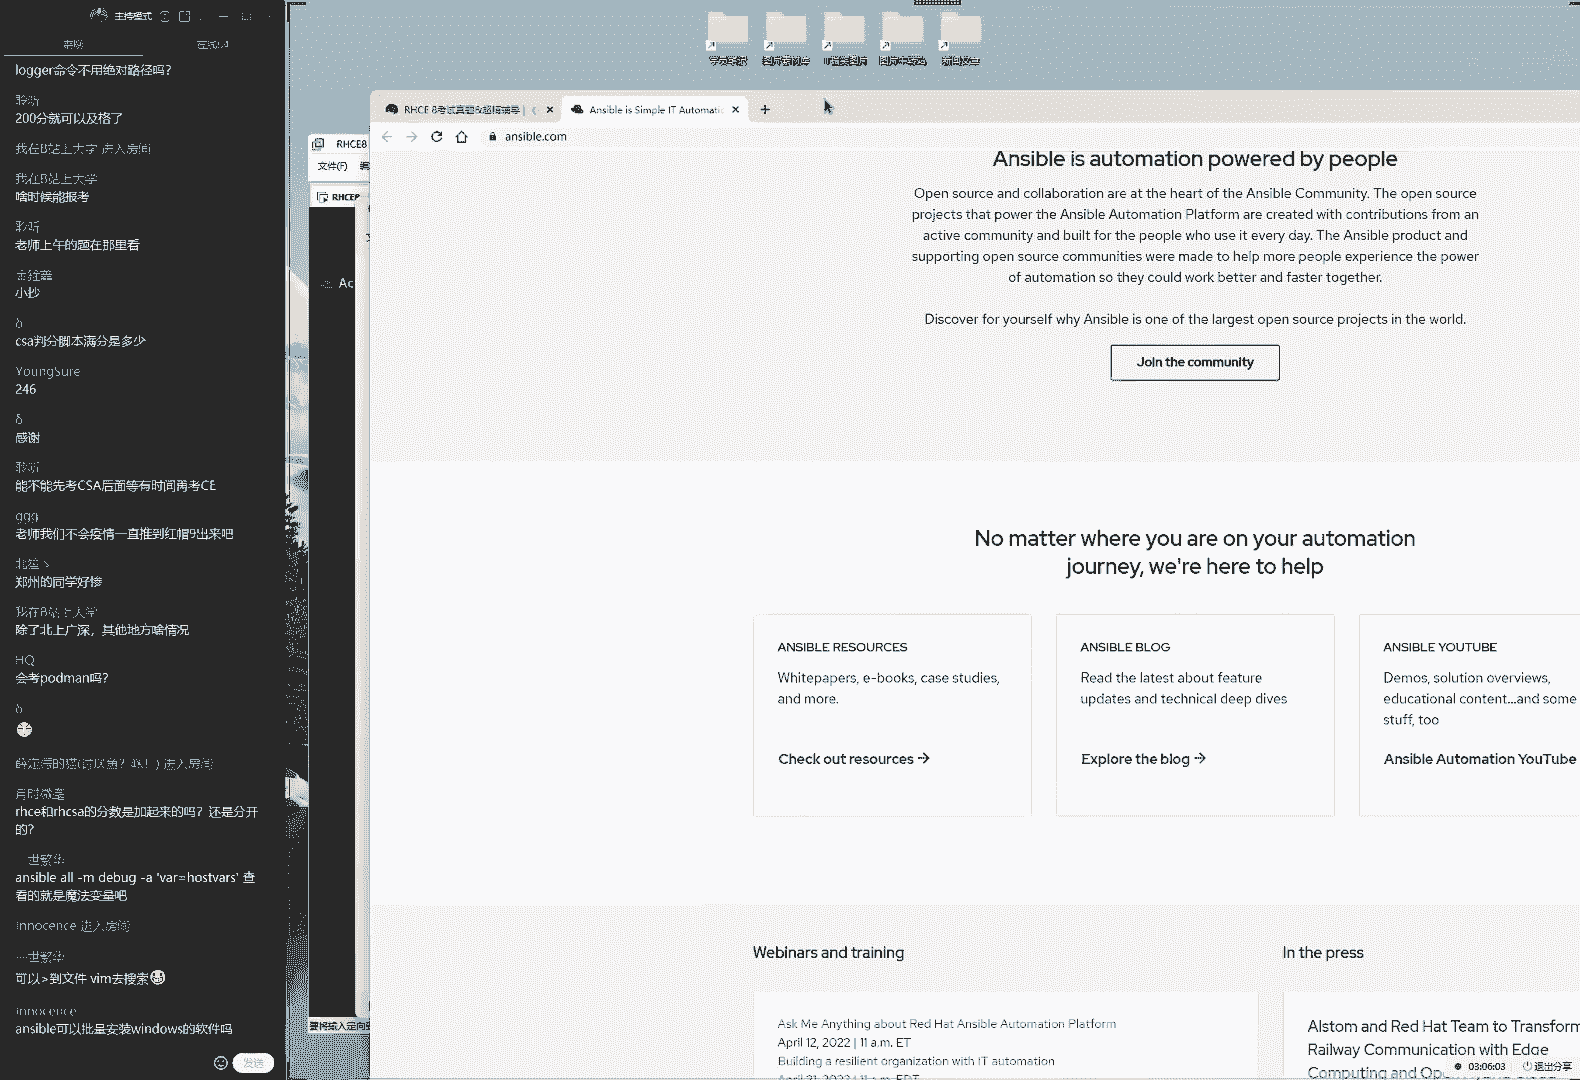 主持模式
logger命令不用绝对路径吗？
聆听
200分就可以及格了
我在B站上大学 进入房间
我在B站上大学
啥时候能报考
聆听
老师上午的题在那里看
小抄
δ
csa判分脚本满分是多少
Young'sure
246
δ
感谢
聆听
能不能先考CSA后面等有时间再考CE
ggg
老师我们不会疫情一直推到红帽9出来吧
郑州的同学好惨
我在B站上大学
除了北上广深，其他地方啥情况
HQ
会考podman吗？
δ
进入房间
rhce和rhcsa的分数是加起来的吗？还是分开
的？
一世繁华
ansible all -m debug -a 'var=hostvars' 查
看的就是魔法变量吧
innocence 进入房间
一世繁华
可以>到文件 vim去搜索
innocence
ansible可以批量安装windows的软件吗
发送
RHCE8
文件(F)
Ac
RHCE 8考试真题&超频辅导 |
Ansible is Simple IT Automati
ansible.com
Ansible is automation powered by people
Open source and collaboration are at the heart of the Ansible Community. The open source
projects that power the Ansible Automation Platform are created with contributions from an
active community and built for the people who use it every day. The Ansible product and
supporting open source communities were made to help more people experience the power
of automation so they could work better and faster together.
Discover for yourself why Ansible is one of the largest open source projects in the world.
Join the community
No matter where you are on your automation
journey, we're here to help
ANSIBLE RESOURCES
Whitepapers, e-books, case studies,
and more.
Check out resources →
ANSIBLE BLOG
Read the latest about feature
updates and technical deep dives
Explore the blog →
ANSIBLE YOUTUBE
Demos, solution overviews,
educational content...and some
stuff, too
Ansible Automation YouTube
Webinars and training
Ask Me Anything about Red Hat Ansible Automation Platform
April 12, 2022 | 11 a.m. ET
Building a resilient organization with IT automation
April 21, 2022 | 11 a.m. EDT
In the press
Alstom and Red Hat Team to Transform
Railway Communication with Edge
Computing and Op
03:06:03
退出分享